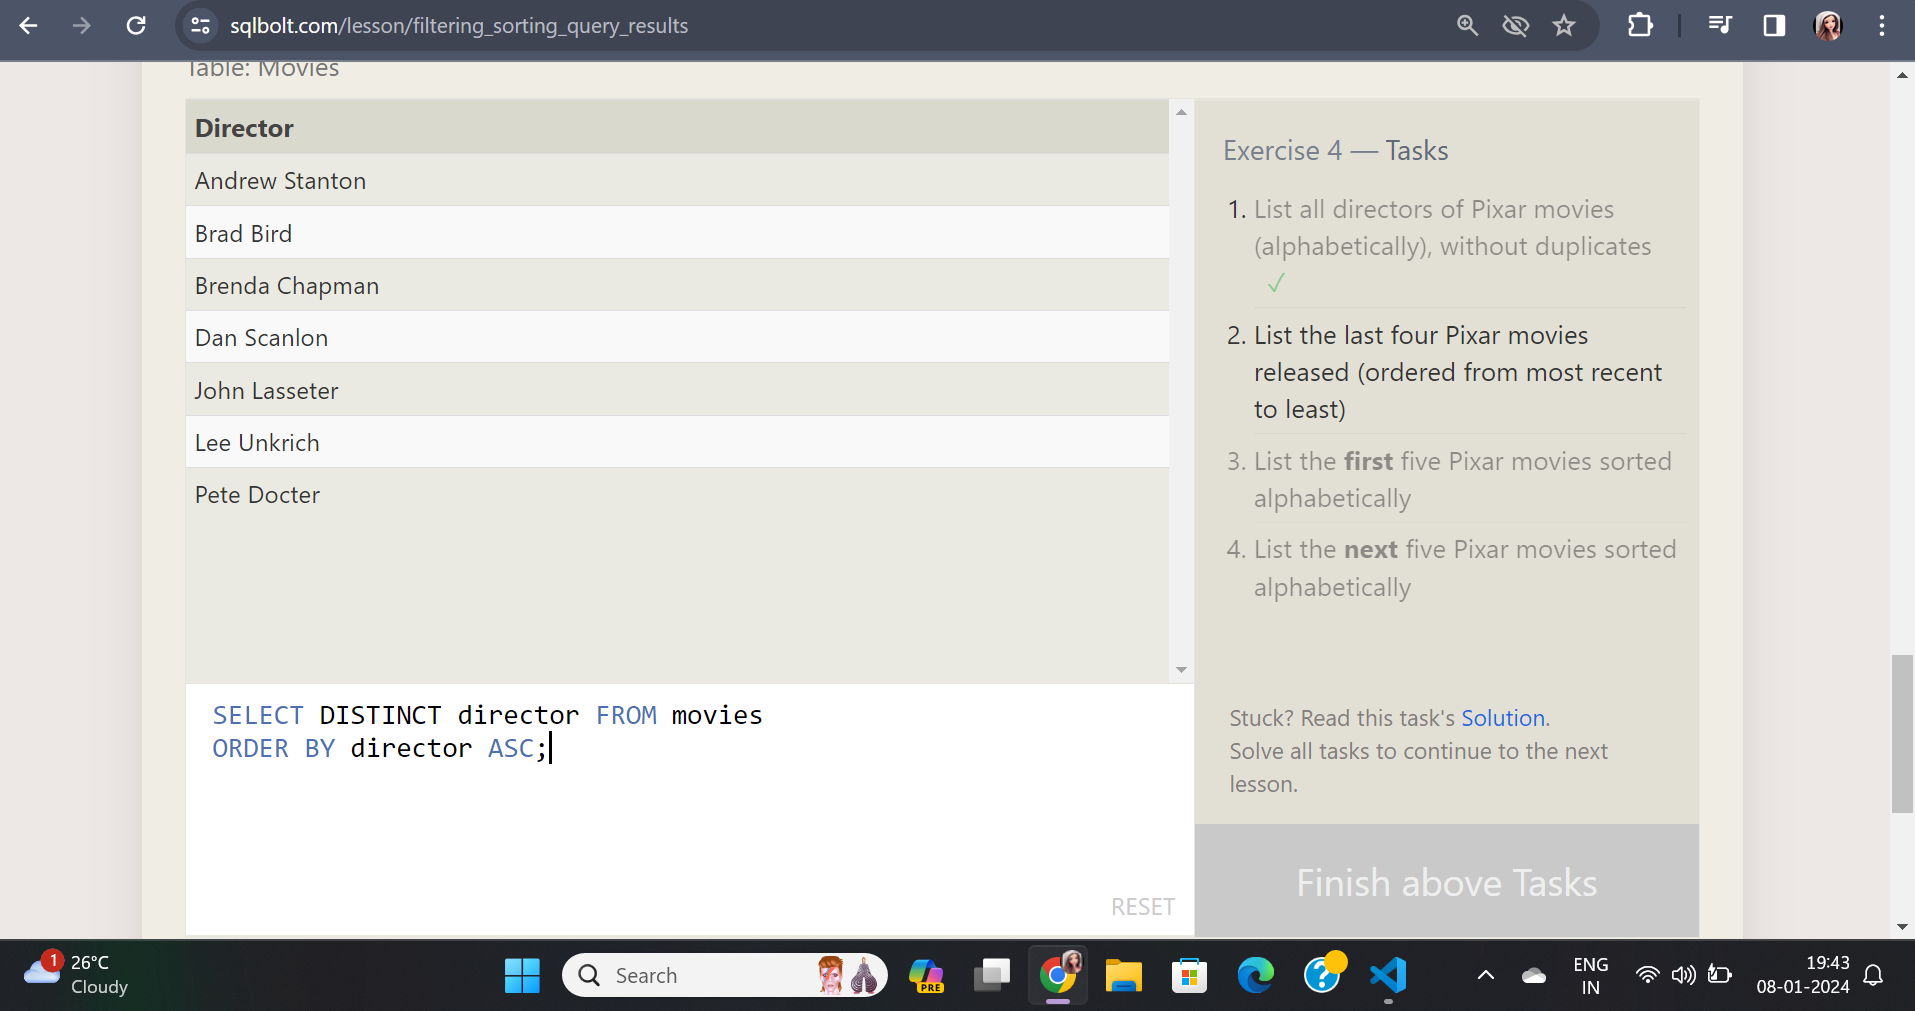 sqlbolt.com/lesson/filtering_sorting_query_results
Table: Movies
Director
Andrew Stanton
Brad Bird
Brenda Chapman
Dan Scanlon
John Lasseter
Lee Unkrich
Pete Docter
SELECT DISTINCT director FROM movies
ORDER BY director ASC;
RESET
Exercise 4 — Tasks
1. List all directors of Pixar movies
(alphabetically), without duplicates
✓
2. List the last four Pixar movies
released (ordered from most recent
to least)
3. List the first five Pixar movies sorted
alphabetically
4. List the next five Pixar movies sorted
alphabetically
Stuck? Read this task's Solution.
Solve all tasks to continue to the next
lesson.
Finish above Tasks
1
26°C
Cloudy
Search
PRE
ENG
IN
19:43
08-01-2024